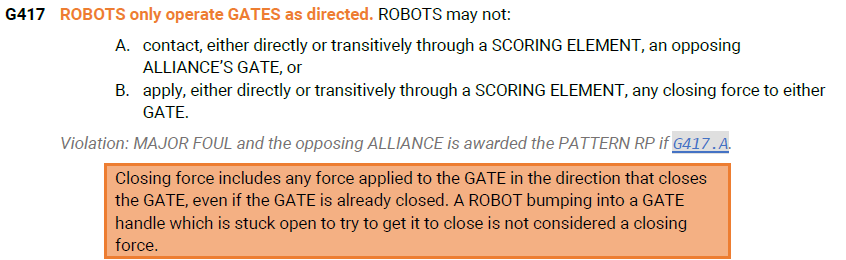 G417 ROBOTS only operate GATES as directed. ROBOTS may not:
A. contact, either directly or transitively through a SCORING ELEMENT, an opposing
ALLIANCE'S GATE, or
B. apply, either directly or transitively through a SCORING ELEMENT, any closing force to either
GATE.
Violation: MAJOR FOUL and the opposing ALLIANCE is awarded the PATTERN RP if G417.A.
Closing force includes any force applied to the GATE in the direction that closes
the GATE, even if the GATE is already closed. A ROBOT bumping into a GATE
handle which is stuck open to try to get it to close is not considered a closing
force.